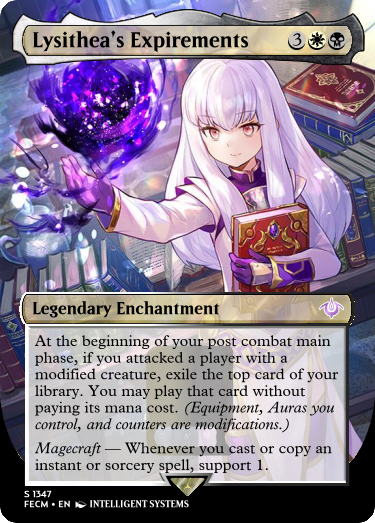 Lysithea's Expirements 3
Legendary Enchantment
At the beginning of your post combat main
phase, if you attacked a player with a
modified creature, exile the top card of your
library. You may play that card without
paying its mana cost. (Equipment, Auras you
control, and counters are modifications.)
Magecraft — Whenever you cast or copy an
instant or sorcery spell, support 1.
S 1347
FECM • EN INTELLIGENT SYSTEMS